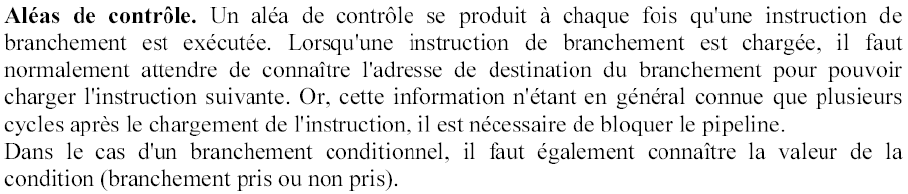 Aléas de contrôle. Un aléa de contrôle se produit à chaque fois qu'une instruction de
branchement est exécutée. Lorsqu'une instruction de branchement est chargée, il faut
normalement attendre de connaître l'adresse de destination du branchement pour pouvoir
charger l'instruction suivante. Or, cette information n'étant en général connue que plusieurs
cycles après le chargement de l'instruction, il est nécessaire de bloquer le pipeline.
Dans le cas d'un branchement conditionnel, il faut également connaître la valeur de la
condition (branchement pris ou non pris).